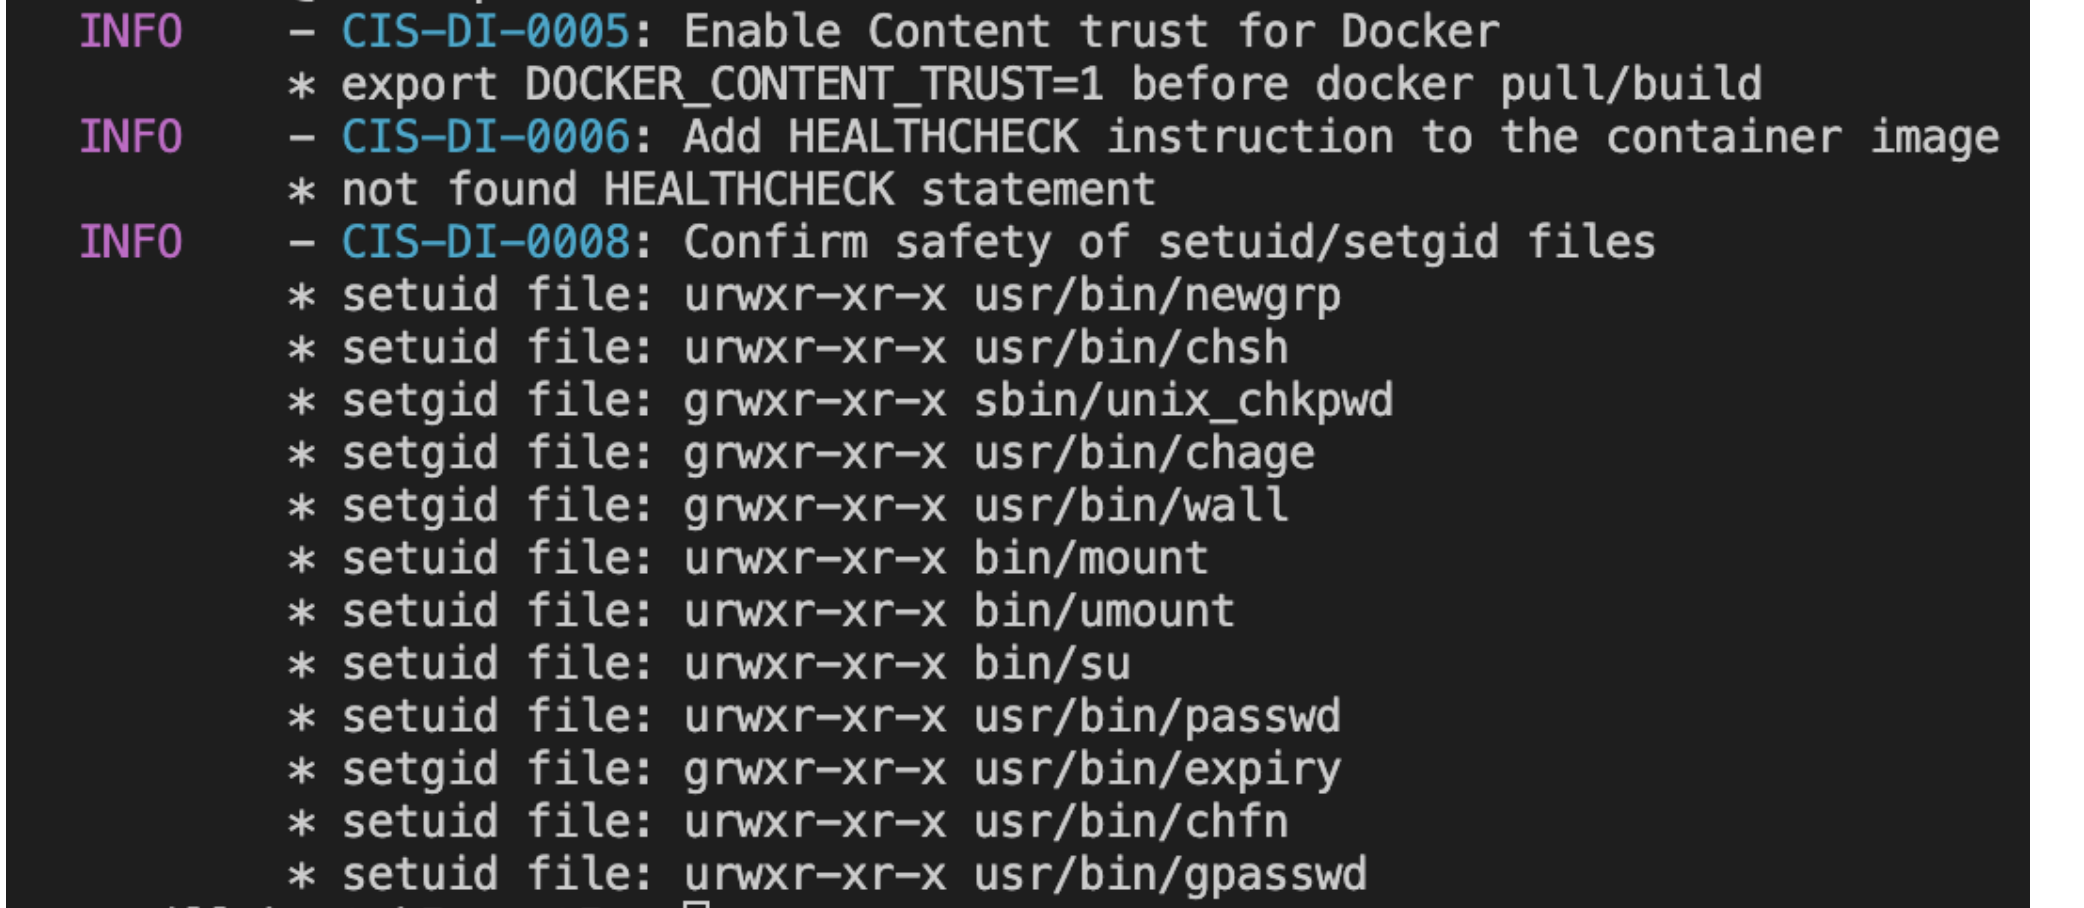 INFO - CIS-DI-0005: Enable Content trust for Docker
* export DOCKER_CONTENT_TRUST=1 before docker pull/build
INFO - CIS-DI-0006: Add HEALTHCHECK instruction to the container image
* not found HEALTHCHECK statement
INFO - CIS-DI-0008: Confirm safety of setuid/setgid files
* setuid file: urwxr-xr-x usr/bin/newgrp
* setuid file: urwxr-xr-x usr/bin/chsh
* setgid file: grwxr-xr-x sbin/unix_chkpwd
* setgid file: grwxr-xr-x usr/bin/chage
* setgid file: grwxr-xr-x usr/bin/wall
* setuid file: urwxr-xr-x bin/mount
* setuid file: urwxr-xr-x bin/umount
* setuid file: urwxr-xr-x bin/su
* setuid file: urwxr-xr-x usr/bin/passwd
* setgid file: grwxr-xr-x usr/bin/expiry
* setuid file: urwxr-xr-x usr/bin/chfn
* setuid file: urwxr-xr-x usr/bin/gpasswd